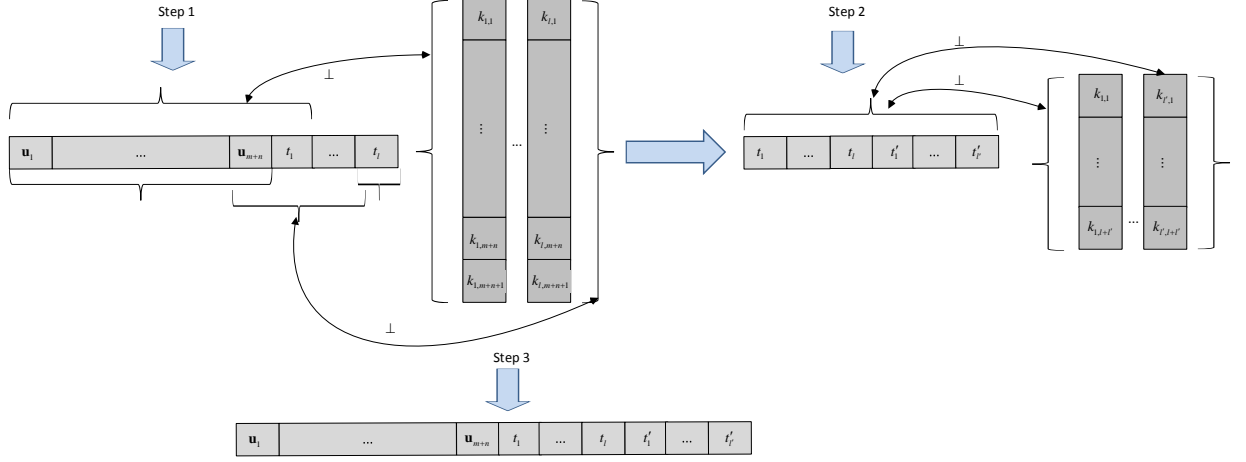 Step 1
⊥
u₁ ... uₘ₊ₙ t₁ ... tₗ
k₁,₁ kₗ,₁
⋮ ... ⋮
k₁,ₘ₊ₙ kₗ,ₘ₊ₙ
k₁,ₘ₊ₙ₊₁ kₗ,ₘ₊ₙ₊₁
⊥
Step 2
⊥
⊥
t₁ ... tₗ t′₁ ... t′ₗ′
k₁,₁ kₗ′,₁
⋮ ⋮
k₁,ₗ₊ₗ′ ... kₗ′,ₗ₊ₗ′
Step 3
u₁ ... uₘ₊ₙ t₁ ... tₗ t′₁ ... t′ₗ′